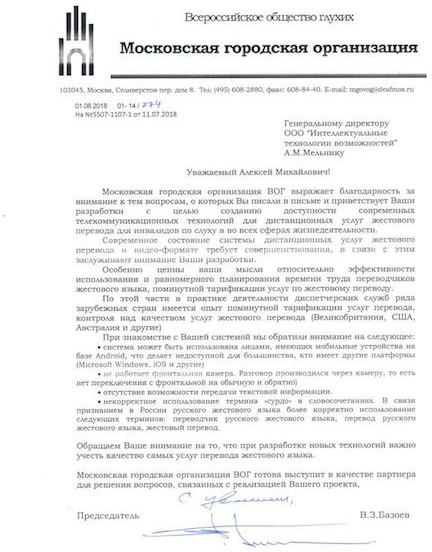 Всероссийское общество глухих
Московская городская организация
103045, Москва, Селиверстов пер. дом 8. Тел: (495) 608-2880, факс: 608-84-40. E-mail: mgovog@deafmos.ru
01.08.2018 01- 14 / 774
На №5507-1107-1 от 11.07.2018
Генеральному директору
ООО "Интеллектуальные
технологии возможностей"
А.М.Мельнику
Уважаемый Алексей Михайлович!
Московская городская организация ВОГ выражает благодарность за
внимание к тем вопросам, о которых Вы писали в письме и приветствует Ваши
разработки с целью созданию доступности современных
телекоммуникационных технологий для дистанционных услуг жестового
перевода для инвалидов по слуху в во всех сферах жизнедеятельности.
Современное состояние системы дистанционных услуг жестового
перевода в видео-формате требует совершенствования, в связи с этим
заслуживают внимание Ваши разработки.
Особенно ценны ваши мысли относительно эффективности
использования и равномерного планирования времени труда переводчиков
жестового языка, поминутной тарификации услуг по жестовому переводу.
По этой части в практике деятельности диспетчерских служб ряда
зарубежных стран имеется опыт поминутной тарификации услуг перевода,
контроля над качеством услуг жестового перевода (Великобритания, США,
Австралия и другие)
При знакомстве с Вашей системой мы обратили внимание на следующее:
• система может быть использована лицами, имеющих мобильные устройства на
базе Android, что делает недоступной для большинства, кто имеет другие платформы
(Microsoft Windows, iOS и другие)
• не работает фронтальная камера. Разговор производился через камеру, то есть
нет переключения с фронтальной на обычную и обратно)
• отсутствие возможности передачи текстовой информации.
• некорректное использование термина «сурдо» в словосочетаниях. В связи
признанием в России русского жестового языка более корректно использование
следующих терминов: переводчик русского жестового языка, перевод русского
жестового языка, жестовый перевод.
Обращаем Ваше внимание на то, что при разработке новых технологий важно
учесть качество самых услуг перевода жестового языка.
Московская городская организация ВОГ готова выступит в качестве партнера
для решения вопросов, связанных с реализацией Вашего проекта,
С уважением,
Председатель В.З.Базоев